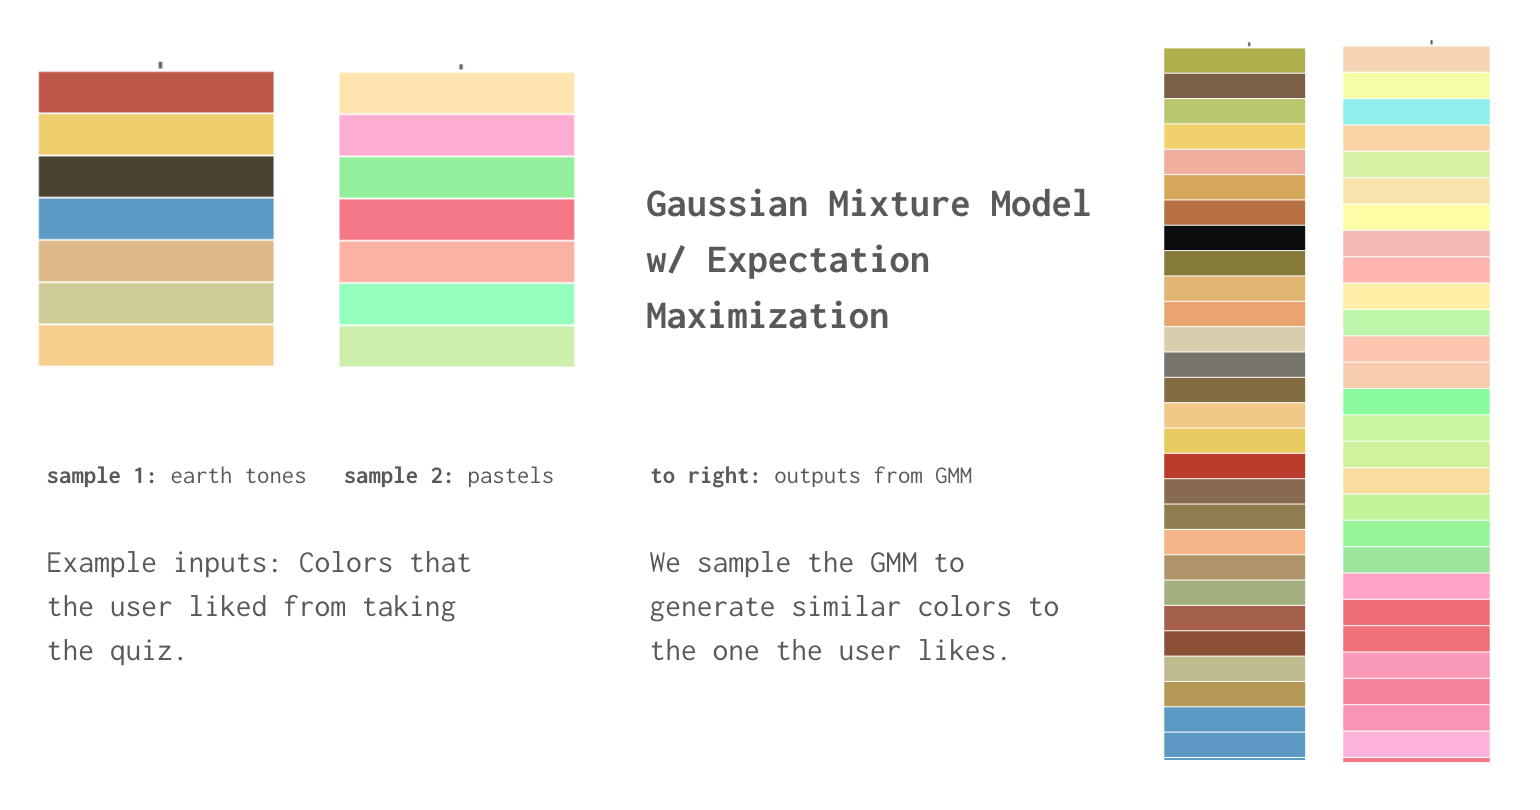 Gaussian Mixture Model
w/ Expectation
Maximization
sample 1: earth tones
sample 2: pastels
to right: outputs from GMM
Example inputs: Colors that
the user liked from taking
the quiz.
We sample the GMM to
generate similar colors to
the one the user likes.